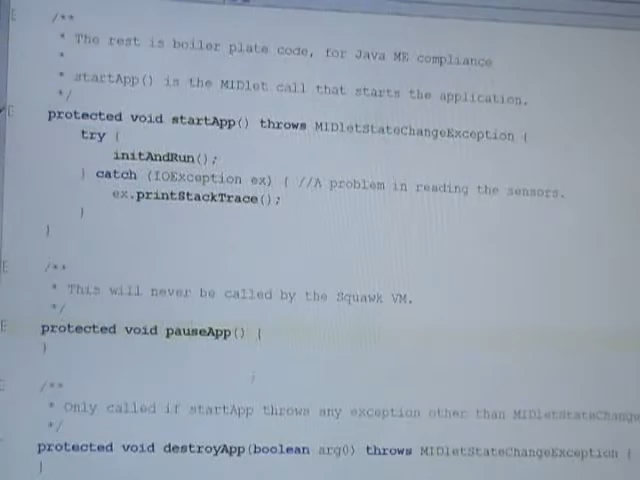 /**
* The rest is boiler plate code, for Java ME compliance
*
* startApp() is the MIDlet call that starts the application.
*/
protected void startApp() throws MIDletStateChangeException {
try {
initAndRun();
} catch (IOException ex) { //A problem in reading the sensors.
ex.printStackTrace();
}
}
/**
* This will never be called by the Squawk VM.
*/
protected void pauseApp() {
}
/**
* Only called if startApp throws any exception other than MIDletStateChange
*/
protected void destroyApp(boolean arg0) throws MIDletStateChangeException {
}